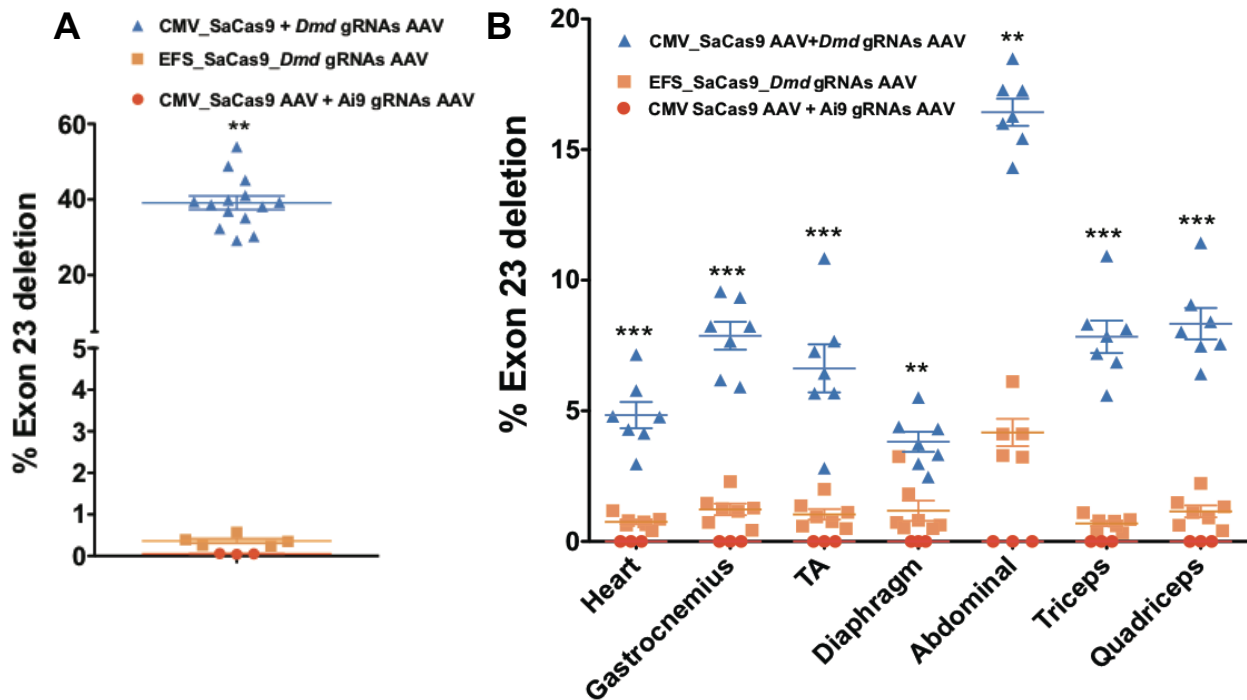 A
CMV_SaCas9 + Dmd gRNAs AAV
EFS_SaCas9_Dmd gRNAs AAV
CMV_SaCas9 AAV + Ai9 gRNAs AAV
% Exon 23 deletion
60
40
20
5
4
3
2
1
0
**
B
CMV_SaCas9 AAV+Dmd gRNAs AAV
EFS_SaCas9_Dmd gRNAs AAV
CMV SaCas9 AAV + Ai9 gRNAs AAV
% Exon 23 deletion
20
15
10
5
0
***
***
***
**
**
***
***
Heart
Gastrocnemius
TA
Diaphragm
Abdominal
Triceps
Quadriceps